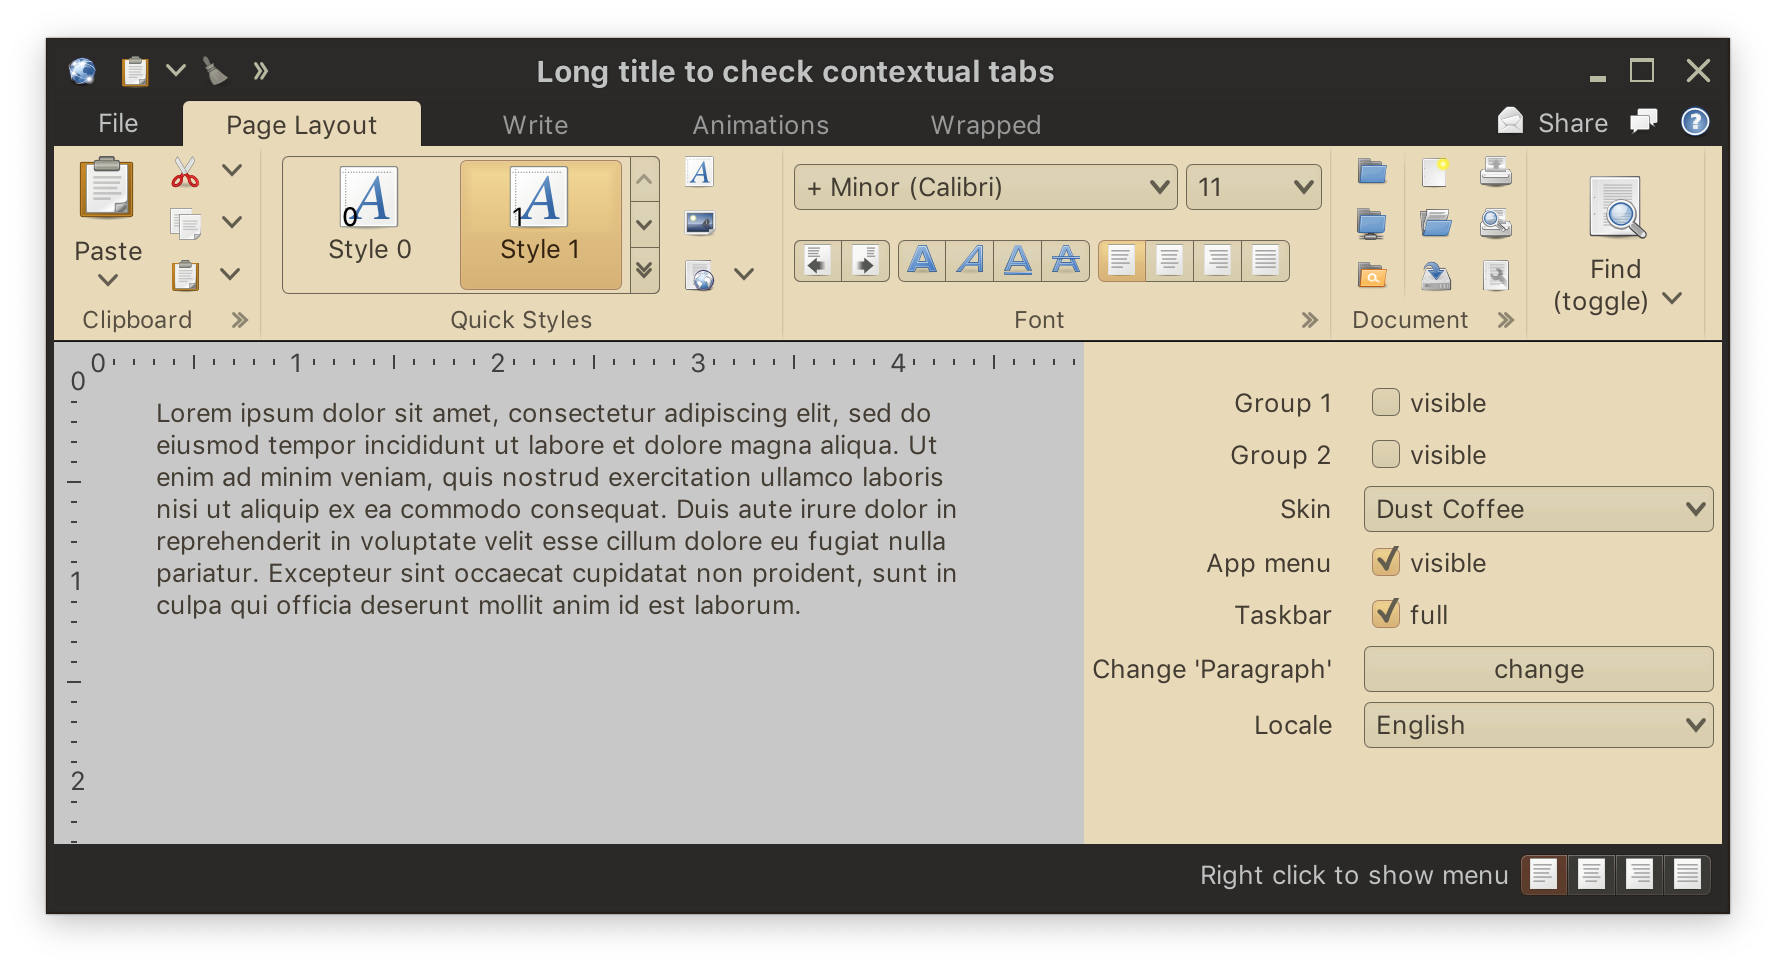 Long title to check contextual tabs
File
Page Layout
Write
Animations
Wrapped
Share
Paste
Clipboard
0
Style 0
1
Style 1
Quick Styles
+ Minor (Calibri)
11
Font
Document
Find
(toggle)
0 1 2 3 4
0
1
2
Lorem ipsum dolor sit amet, consectetur adipiscing elit, sed do
eiusmod tempor incididunt ut labore et dolore magna aliqua. Ut
enim ad minim veniam, quis nostrud exercitation ullamco laboris
nisi ut aliquip ex ea commodo consequat. Duis aute irure dolor in
reprehenderit in voluptate velit esse cillum dolore eu fugiat nulla
pariatur. Excepteur sint occaecat cupidatat non proident, sunt in
culpa qui officia deserunt mollit anim id est laborum.
Group 1 visible
Group 2 visible
Skin Dust Coffee
App menu visible
Taskbar full
Change 'Paragraph' change
Locale English
Right click to show menu